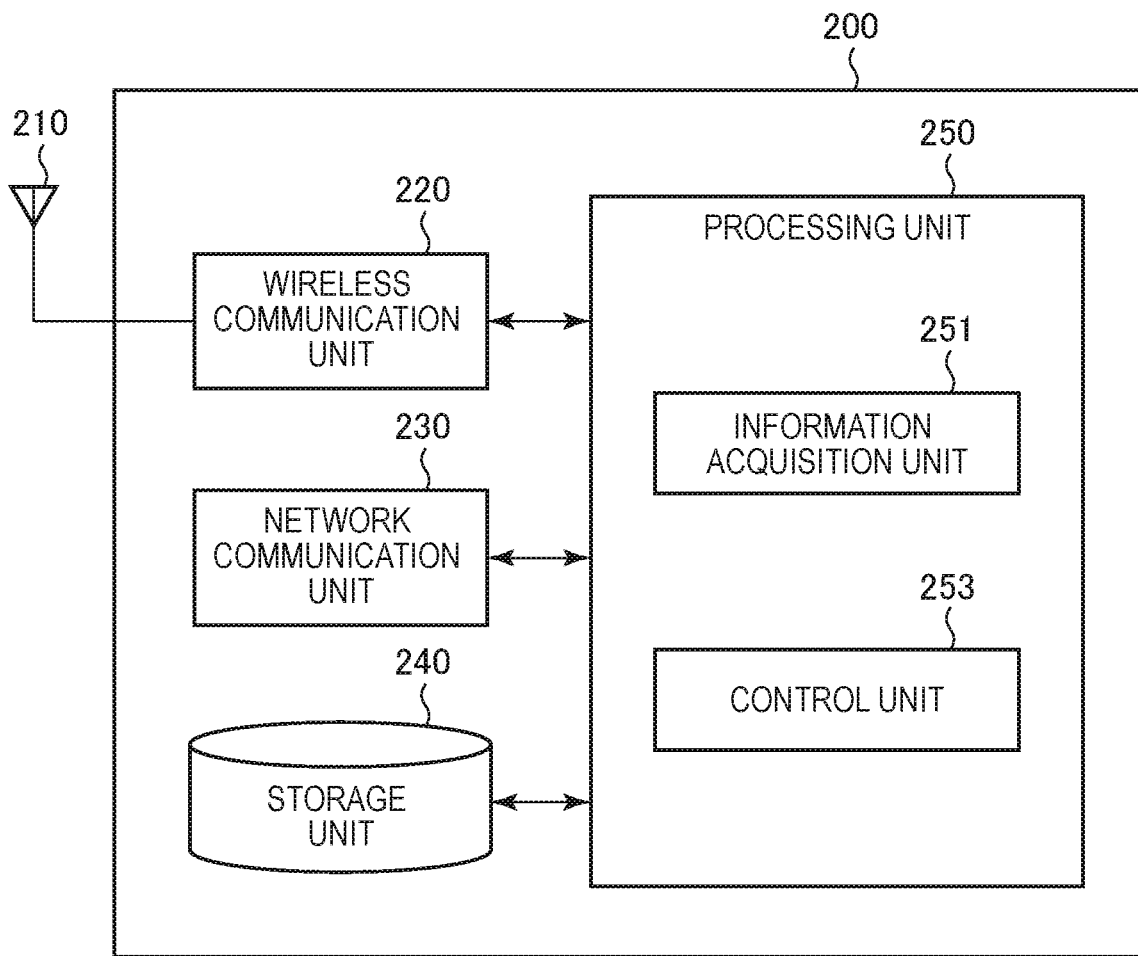 200
210
250
220
PROCESSING UNIT
WIRELESS
COMMUNICATION
UNIT
251
INFORMATION
ACQUISITION UNIT
230
NETWORK
COMMUNICATION
UNIT
253
240
CONTROL UNIT
STORAGE
UNIT